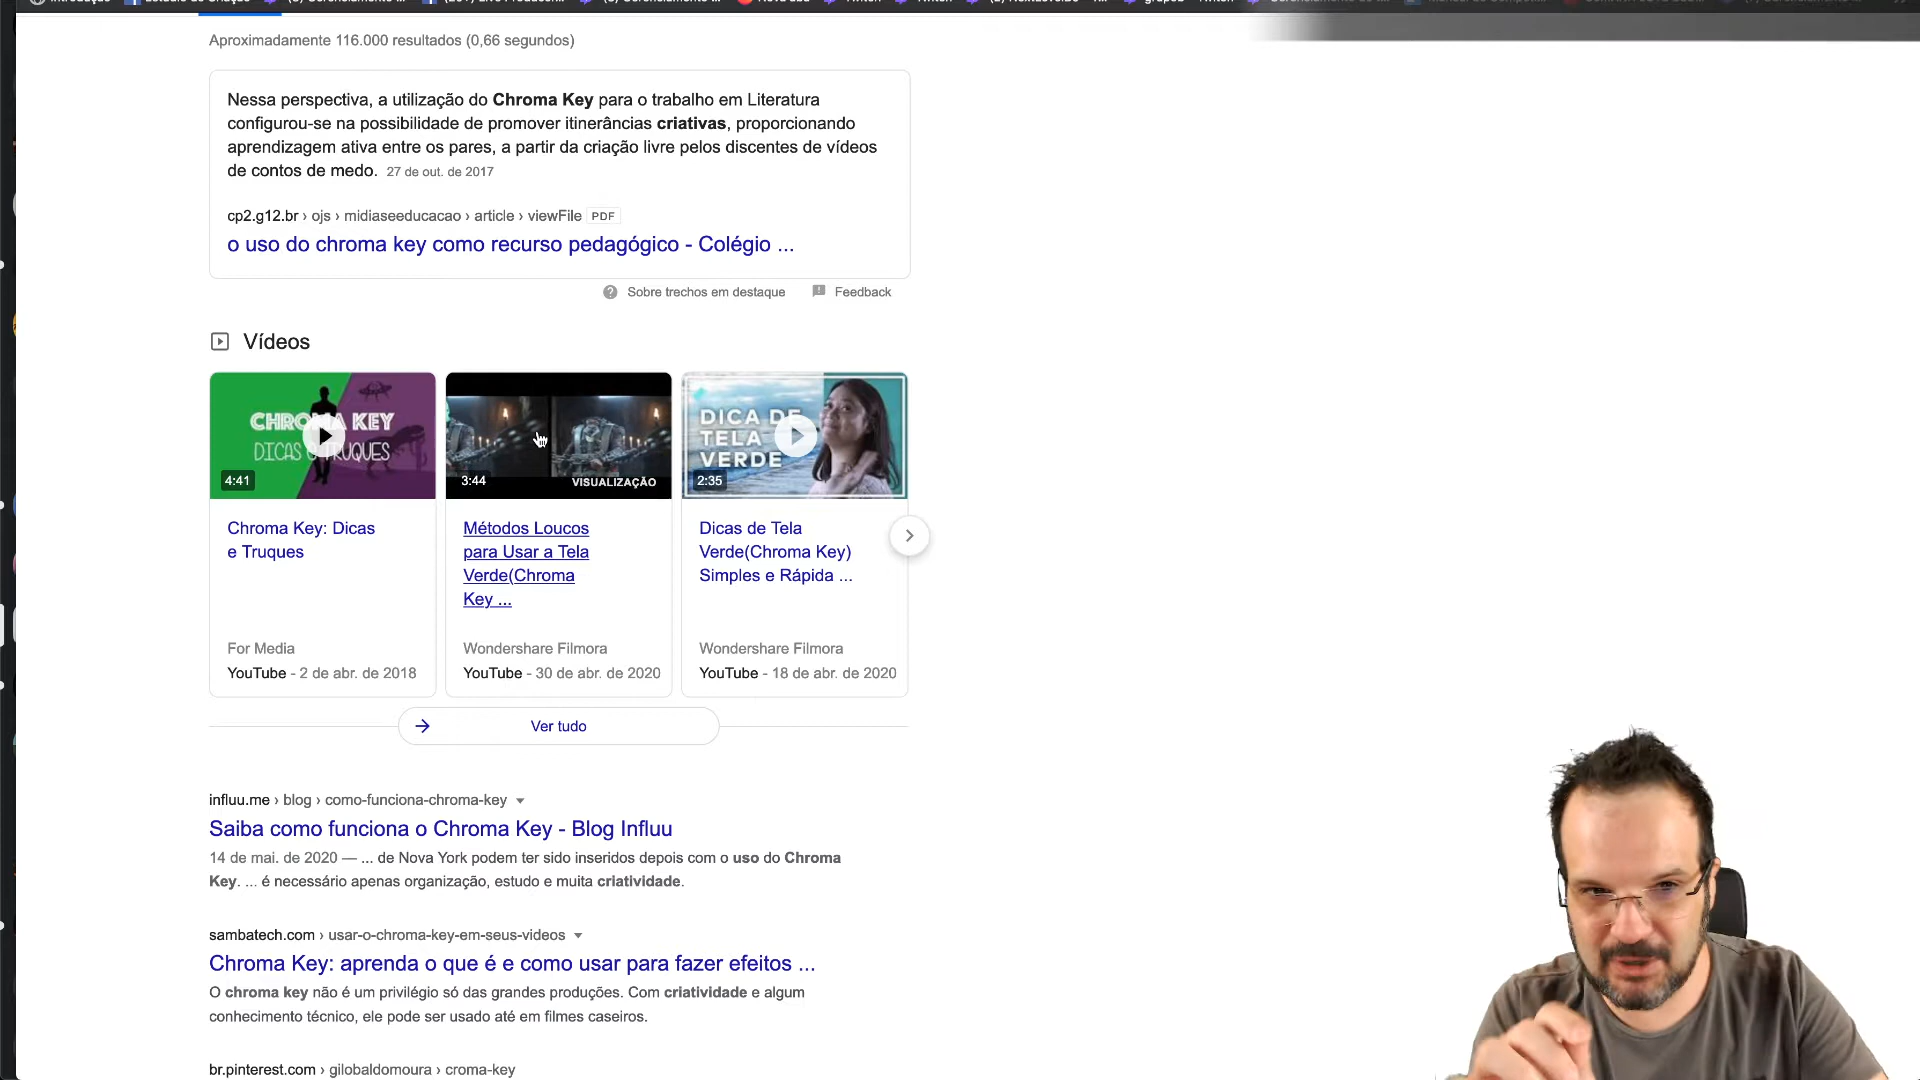 Aproximadamente 116.000 resultados (0,66 segundos)
Nessa perspectiva, a utilização do Chroma Key para o trabalho em Literatura
configurou-se na possibilidade de promover itinerâncias criativas, proporcionando
aprendizagem ativa entre os pares, a partir da criação livre pelos discentes de vídeos
de contos de medo. 27 de out. de 2017
cp2.g12.br › ojs › midiaseeducacao › article › viewFile PDF
o uso do chroma key como recurso pedagógico - Colégio ...
Sobre trechos em destaque Feedback
Vídeos
CHROMA KEY
DICAS E TRUQUES
4:41
Chroma Key: Dicas
e Truques
For Media
YouTube - 2 de abr. de 2018
3:44
VISUALIZAÇÃO
Métodos Loucos
para Usar a Tela
Verde(Chroma
Key ...
Wondershare Filmora
YouTube - 30 de abr. de 2020
DICA DE
TELA
VERDE
2:35
Dicas de Tela
Verde(Chroma Key)
Simples e Rápida ...
Wondershare Filmora
YouTube - 18 de abr. de 2020
Ver tudo
influu.me › blog › como-funciona-chroma-key
Saiba como funciona o Chroma Key - Blog Influu
14 de mai. de 2020 — ... de Nova York podem ter sido inseridos depois com o uso do Chroma
Key. ... é necessário apenas organização, estudo e muita criatividade.
sambatech.com › usar-o-chroma-key-em-seus-videos
Chroma Key: aprenda o que é e como usar para fazer efeitos ...
O chroma key não é um privilégio só das grandes produções. Com criatividade e algum
conhecimento técnico, ele pode ser usado até em filmes caseiros.
br.pinterest.com › gilobaldomoura › croma-key